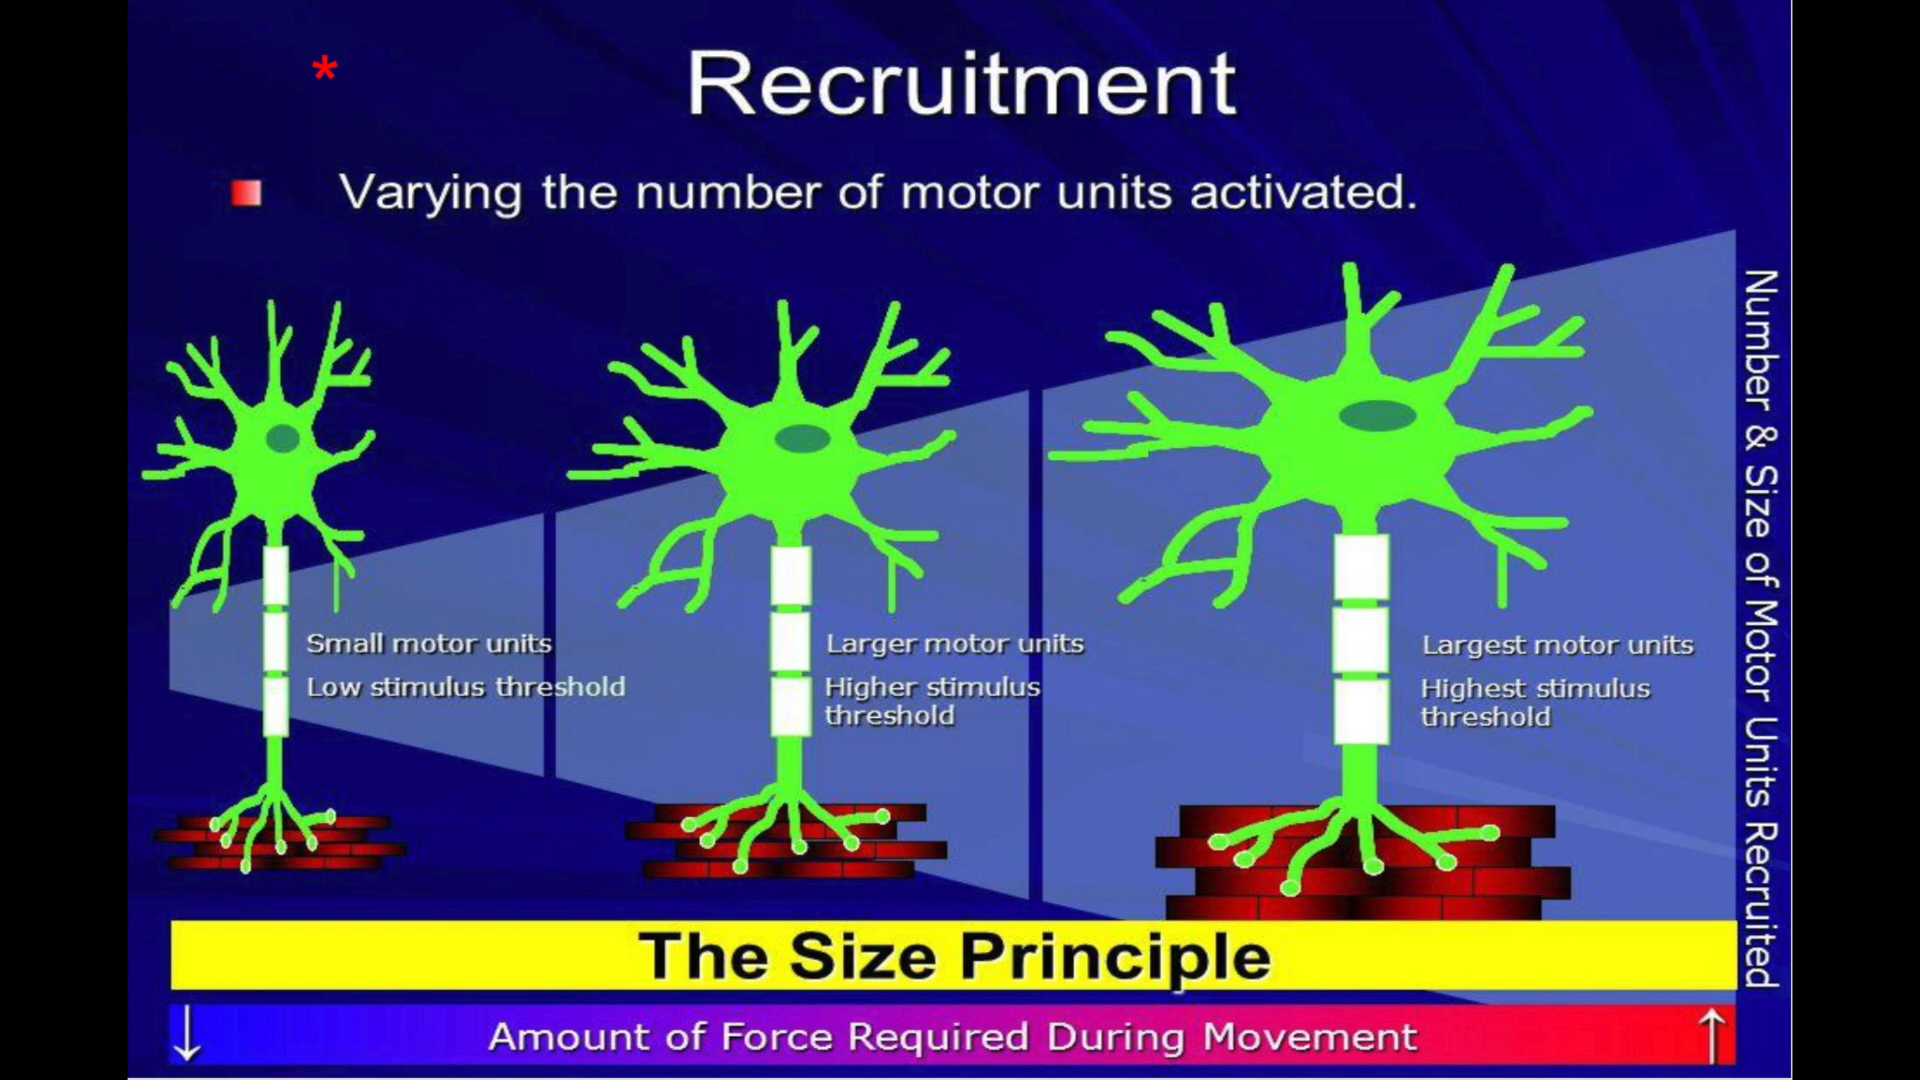 *
Recruitment
Varying the number of motor units activated.
Small motor units
Low stimulus threshold
Larger motor units
Higher stimulus
threshold
Largest motor units
Highest stimulus
threshold
Number & Size of Motor Units Recruited
The Size Principle
↓ Amount of Force Required During Movement ↑